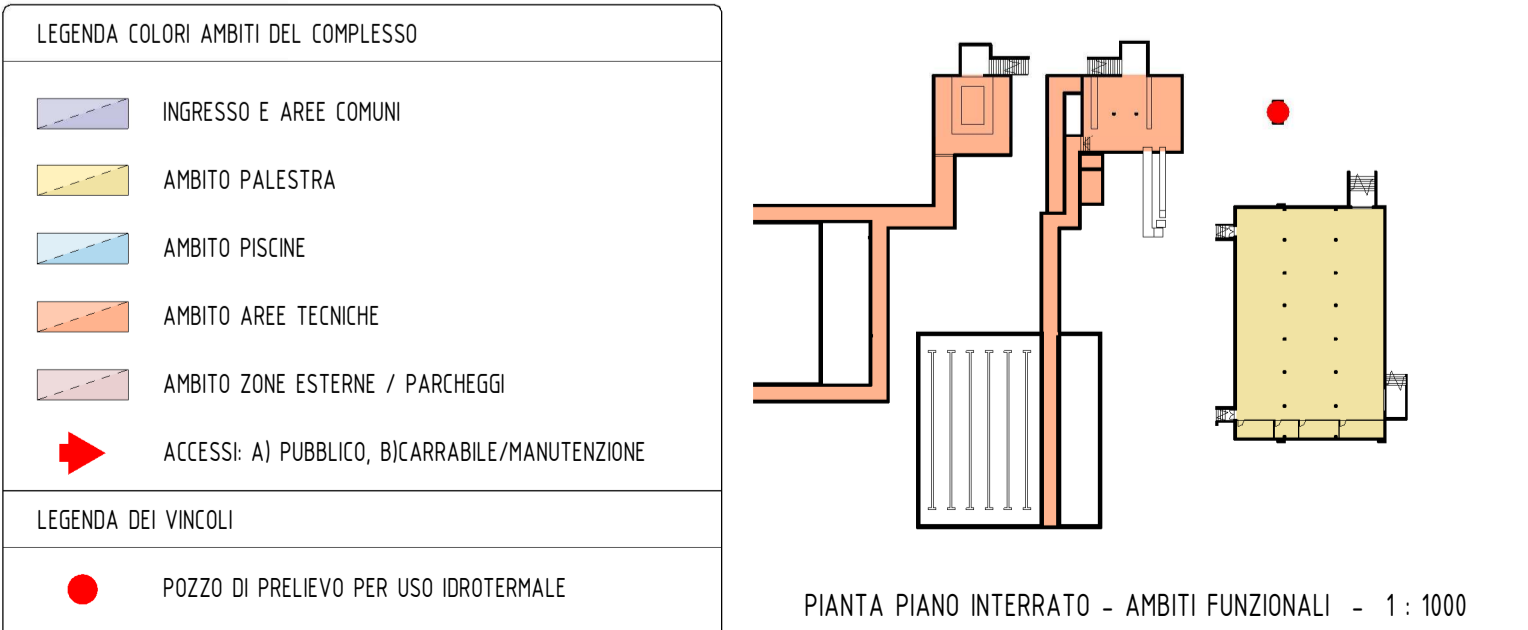 LEGENDA COLORI AMBITI DEL COMPLESSO
INGRESSO E AREE COMUNI
AMBITO PALESTRA
AMBITO PISCINE
AMBITO AREE TECNICHE
AMBITO ZONE ESTERNE / PARCHEGGI
ACCESSI: A) PUBBLICO, B)CARRABILE/MANUTENZIONE
LEGENDA DEI VINCOLI
POZZO DI PRELIEVO PER USO IDROTERMALE
PIANTA PIANO INTERRATO - AMBITI FUNZIONALI - 1 : 1000